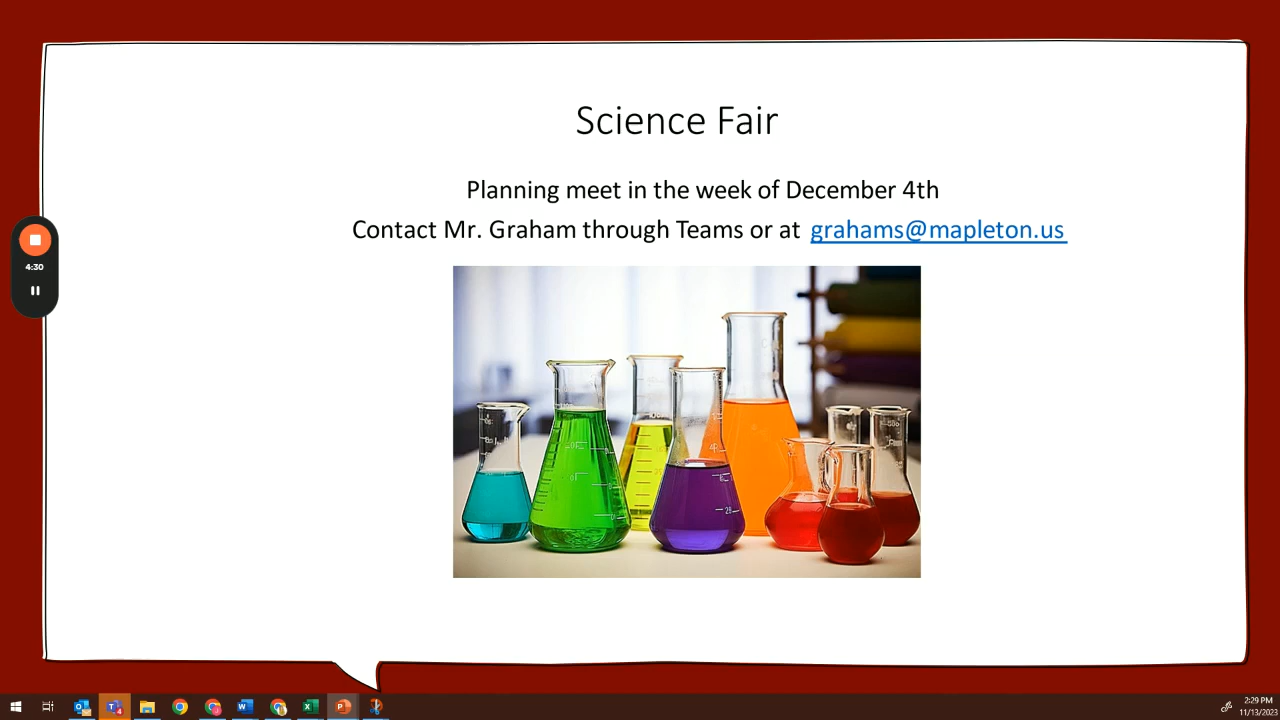 Science Fair
Planning meet in the week of December 4th
Contact Mr. Graham through Teams or at grahams@mapleton.us
4:30
2:29 PM
11/13/2023